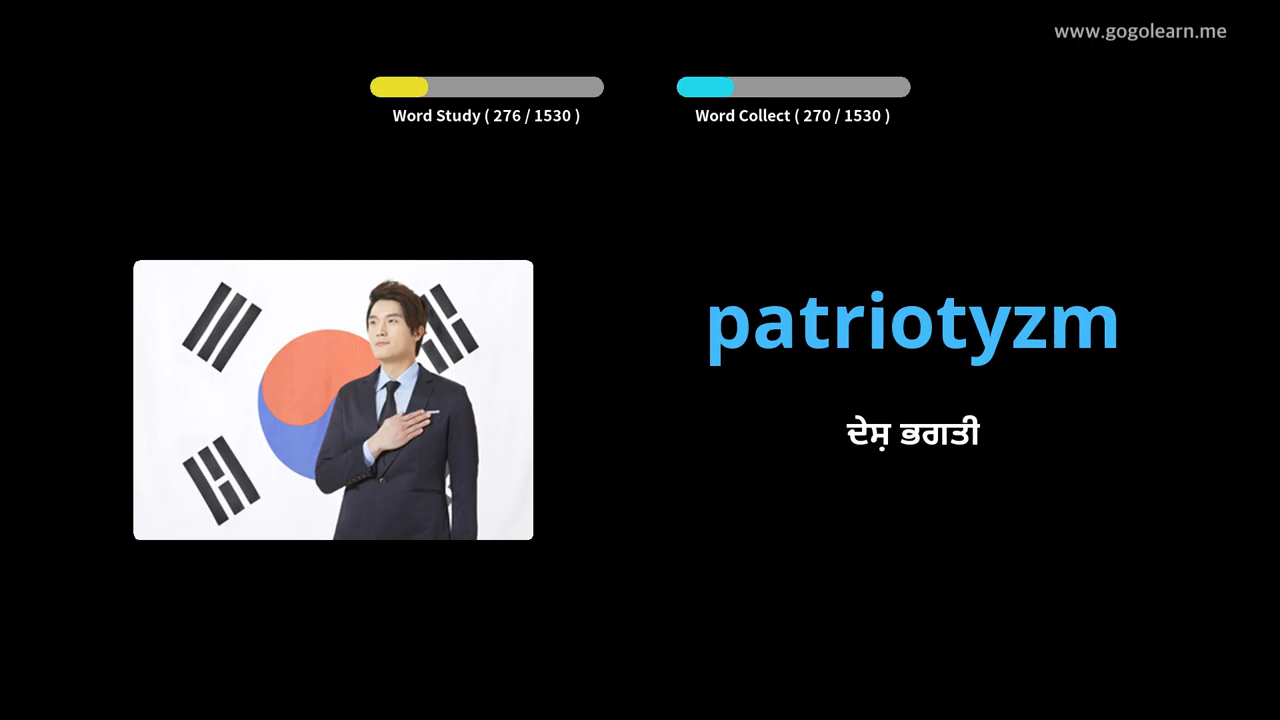 www.gogolearn.me
Word Study ( 276 / 1530 )
Word Collect ( 270 / 1530 )
patriotyzm
ਦੇਸ਼ ਭਗਤੀ